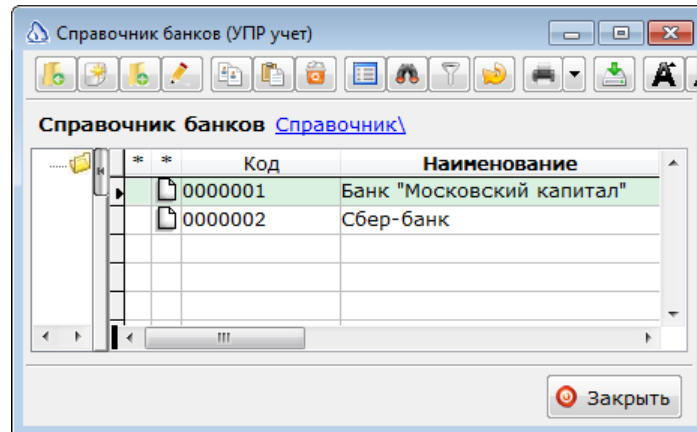 Справочник банков (УПР учет)
Справочник банков Справочник\
* * Код Наименование
0000001 Банк "Московский капитал"
0000002 Сбер-банк
Закрыть